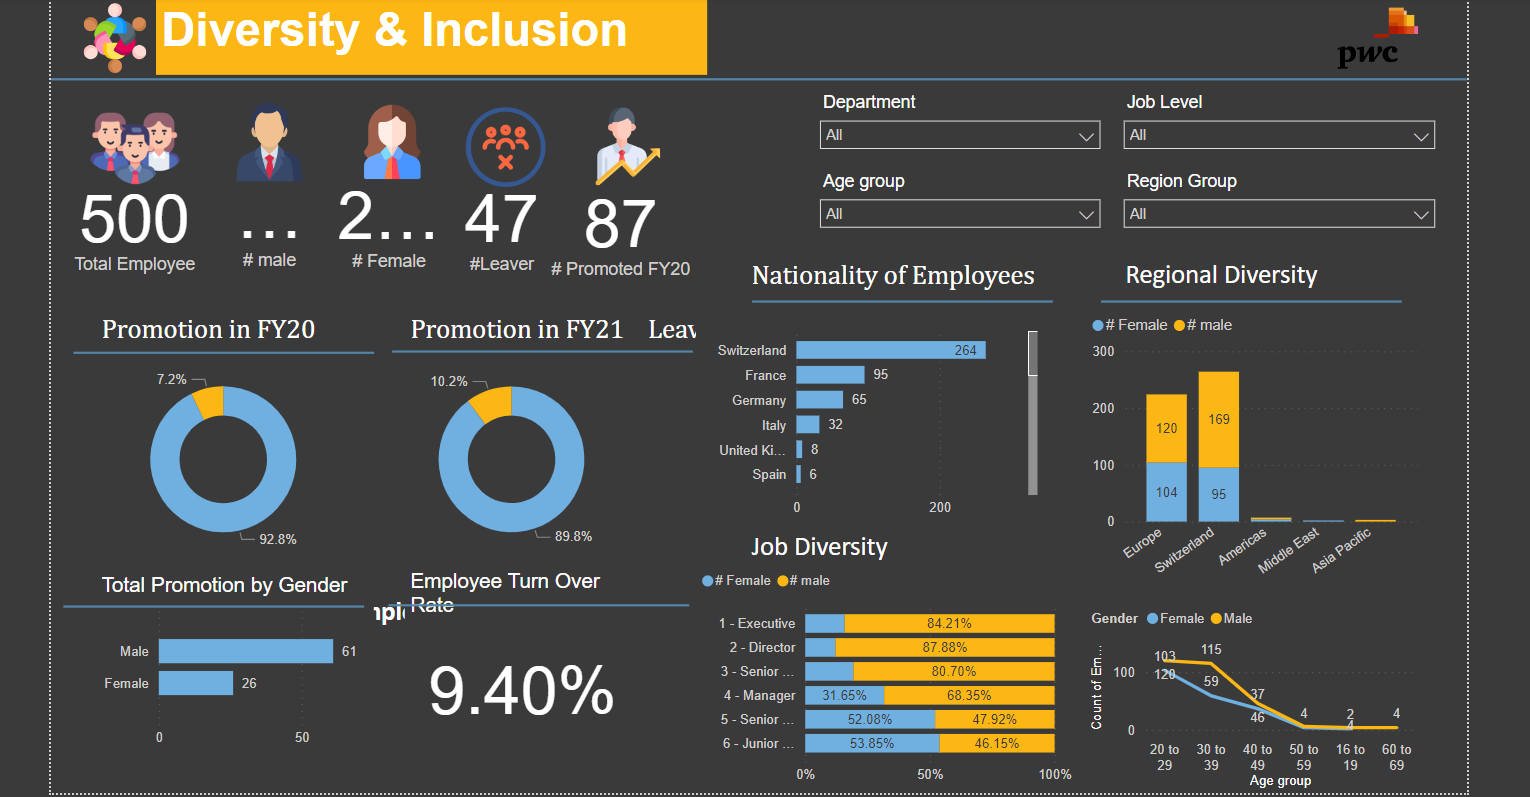 Diversity & Inclusion
pwc
Department
Job Level
All
All
Age group
Region Group
All
All
500
Total Employee
...
# male
2...
# Female
47
#Leaver
87
# Promoted FY20
Promotion in FY20
7.2%
92.8%
Promotion in FY21
10.2%
89.8%
Leav
Nationality of Employees
Switzerland 264
France 95
Germany 65
Italy 32
United Ki... 8
Spain 6
0 200
Regional Diversity
# Female # male
300
200
100
0
120
104
169
95
Europe
Switzerland
Americas
Middle East
Asia Pacific
Total Promotion by Gender
Male 61
Female 26
0 50
Employee Turn Over
Rate
9.40%
Job Diversity
# Female # male
1 - Executive 84.21%
2 - Director 87.88%
3 - Senior ... 80.70%
4 - Manager 31.65% 68.35%
5 - Senior ... 52.08% 47.92%
6 - Junior ... 53.85% 46.15%
0% 50% 100%
Gender Female Male
Count of Em...
100
0
103
120
115
59
37
46
4
2
4
4
20 to
29
30 to
39
40 to
49
50 to
59
16 to
19
60 to
69
Age group